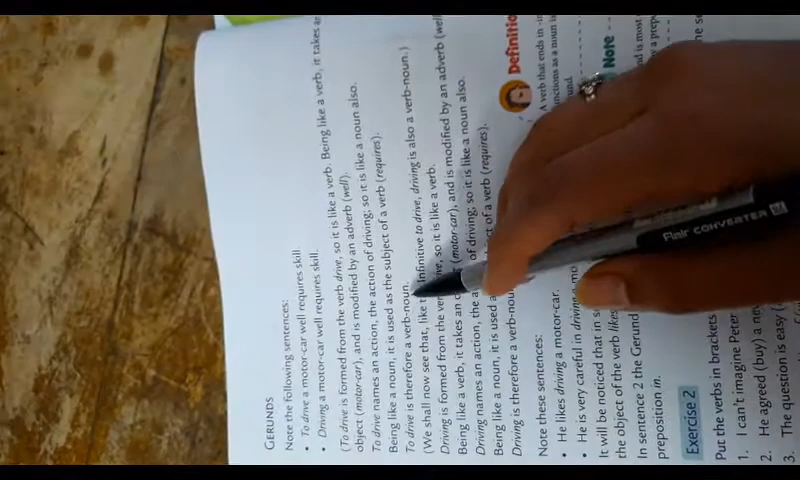 GERUNDS
Note the following sentences:
• To drive a motor-car well requires skill.
• Driving a motor-car well requires skill.
(To drive is formed from the verb drive, so it is like a verb. Being like a verb, it takes an
object (motor-car), and is modified by an adverb (well).
To drive names an action, the action of driving; so it is like a noun also.
Being like a noun, it is used as the subject of a verb (requires).
To drive is therefore a verb-noun.
(We shall now see that, like infinitive to drive, driving is also a verb-noun.)
Driving is formed from the so it is like a verb.
Being like a verb, it takes an (motor-car), and is modified by an adverb (well
Driving names an action, the of driving; so it is like a noun also.
Being like a noun, it is used of a verb (requires).
Driving is therefore a verb-noun
Definitio
A verb that ends in
functions as a noun is
Note these sentences:
• He likes driving a motor-car.
• He is very careful in driving
Note
It will be noticed that in
the object of the verb likes
In sentence 2 the Gerund
preposition in.
Exercise 2
Put the verbs in brackets
1. I can't imagine Peter
2. He agreed (buy) a
3. The question is easy
Flair CONVERTER